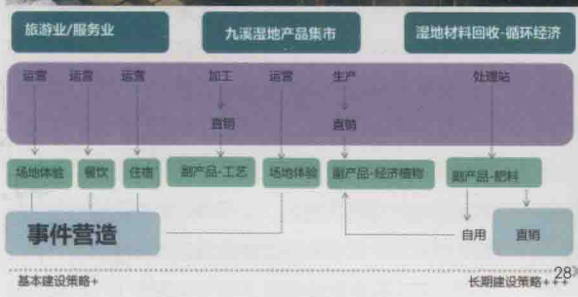 旅游业/服务业 九溪湿地产品集市 湿地材料回收-循环经济
运营 运营 运营 加工 运营 生产 处理站
直销 直销
场地体验 餐饮 住宿 副产品-工艺 场地体验 副产品-经济植物 副产品-肥料
事件营造 自用 直销
基本建设策略+ 长期建设策略+++
28